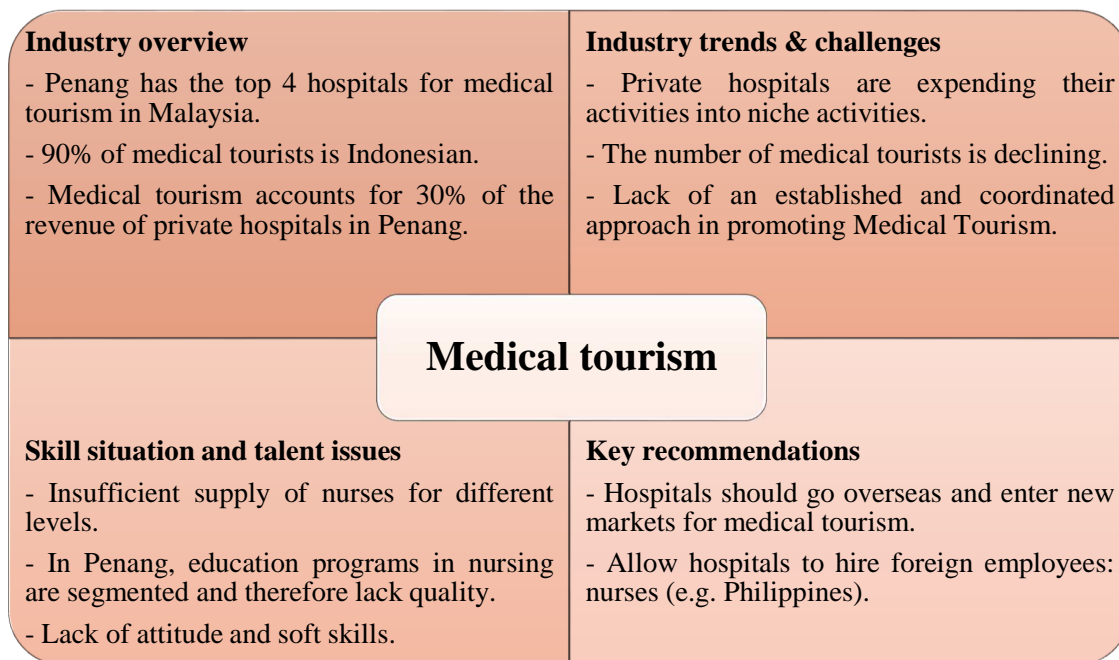 Industry overview
- Penang has the top 4 hospitals for medical
tourism in Malaysia.
- 90% of medical tourists is Indonesian.
- Medical tourism accounts for 30% of the
revenue of private hospitals in Penang.
Industry trends & challenges
- Private hospitals are expending their
activities into niche activities.
- The number of medical tourists is declining.
- Lack of an established and coordinated
approach in promoting Medical Tourism.
Medical tourism
Skill situation and talent issues
- Insufficient supply of nurses for different
levels.
- In Penang, education programs in nursing
are segmented and therefore lack quality.
- Lack of attitude and soft skills.
Key recommendations
- Hospitals should go overseas and enter new
markets for medical tourism.
- Allow hospitals to hire foreign employees:
nurses (e.g. Philippines).